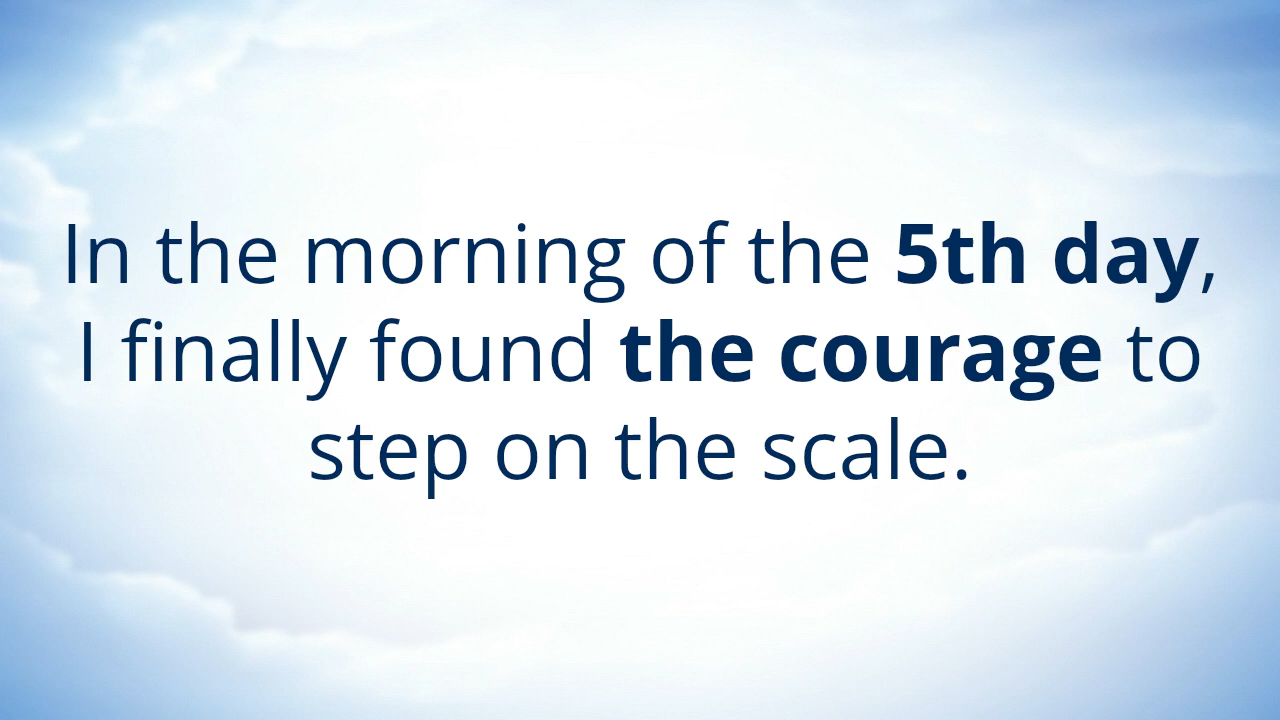 In the morning of the 5th day,
I finally found the courage to
step on the scale.